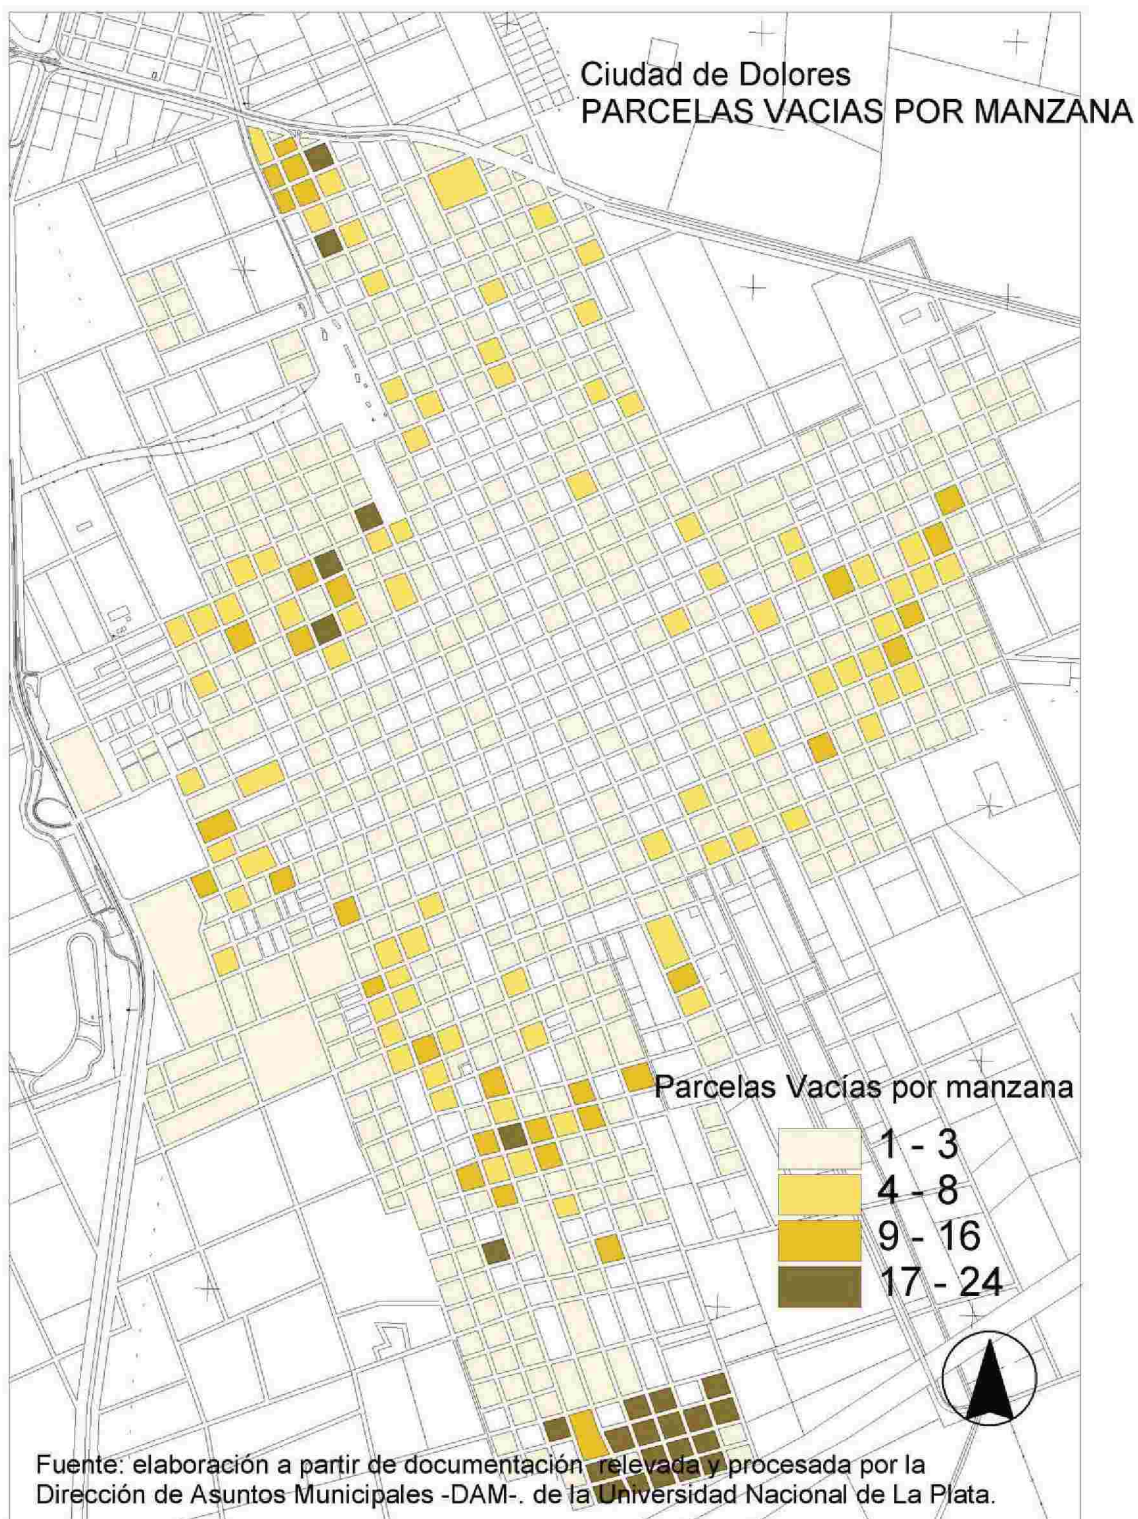 Ciudad de Dolores
PARCELAS VACIAS POR MANZANA
Parcelas Vacías por manzana
1 - 3
4 - 8
9 - 16
17 - 24
Fuente: elaboración a partir de documentación relevada y procesada por la
Dirección de Asuntos Municipales -DAM-. de la Universidad Nacional de La Plata.